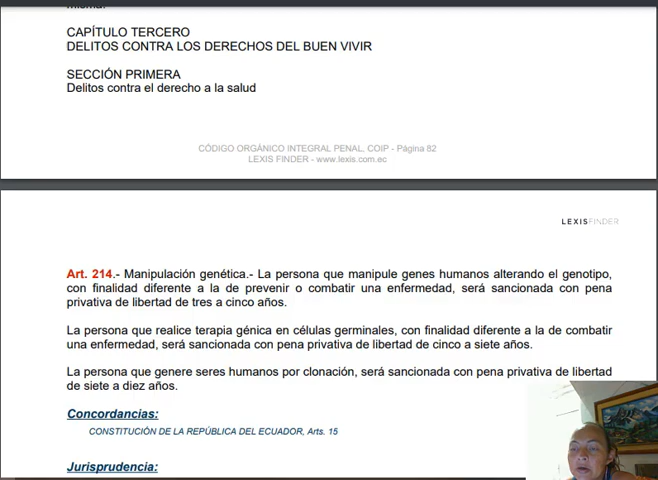 misma.
CAPÍTULO TERCERO
DELITOS CONTRA LOS DERECHOS DEL BUEN VIVIR
SECCIÓN PRIMERA
Delitos contra el derecho a la salud
CÓDIGO ORGÁNICO INTEGRAL PENAL, COIP - Página 82
LEXIS FINDER - www.lexis.com.ec
LEXISFINDER
Art. 214.- Manipulación genética.- La persona que manipule genes humanos alterando el genotipo,
con finalidad diferente a la de prevenir o combatir una enfermedad, será sancionada con pena
privativa de libertad de tres a cinco años.
La persona que realice terapia génica en células germinales, con finalidad diferente a la de combatir
una enfermedad, será sancionada con pena privativa de libertad de cinco a siete años.
La persona que genere seres humanos por clonación, será sancionada con pena privativa de libertad
de siete a diez años.
Concordancias:
CONSTITUCIÓN DE LA REPÚBLICA DEL ECUADOR, Arts. 15
Jurisprudencia: